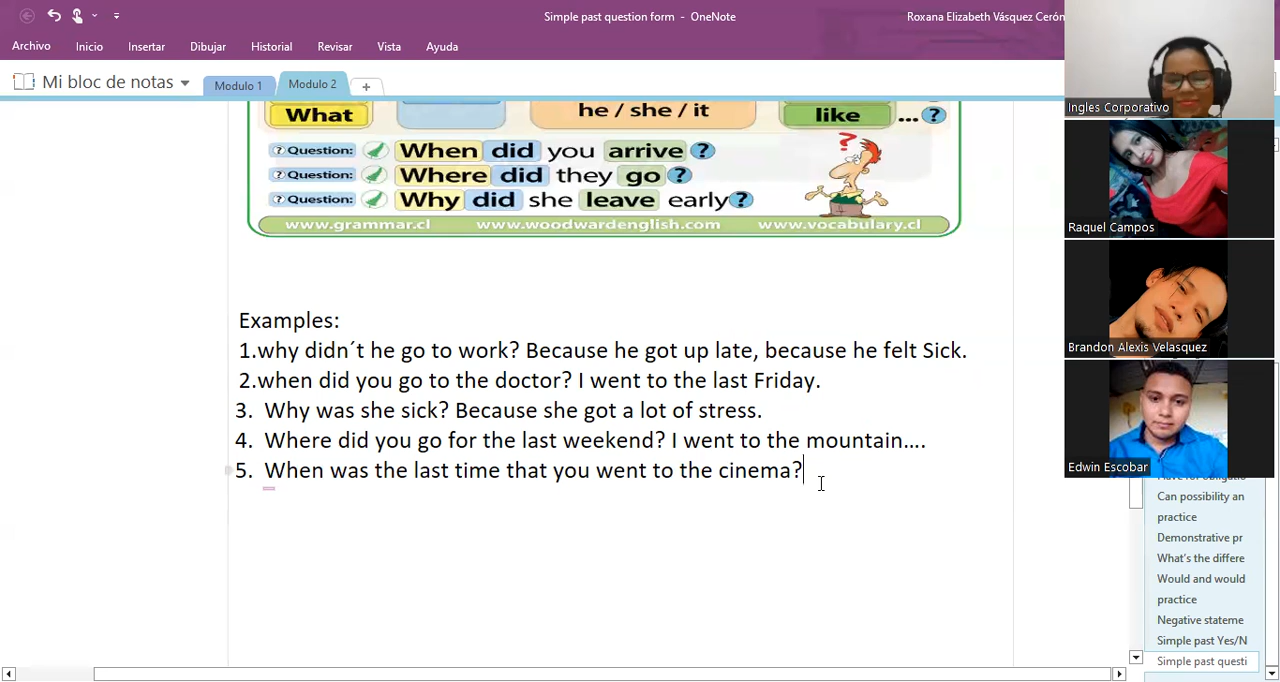 Simple past question form - OneNote
Roxana Elizabeth Vásquez Cerón
Archivo Inicio Insertar Dibujar Historial Revisar Vista Ayuda
Mi bloc de notas Modulo 1 Modulo 2 +
What he / she / it like ...?
? Question: When did you arrive ?
? Question: Where did they go ?
? Question: Why did she leave early?
www.grammar.cl www.woodwardenglish.com www.vocabulary.cl
Examples:
1.why didn´t he go to work? Because he got up late, because he felt Sick.
2.when did you go to the doctor? I went to the last Friday.
3. Why was she sick? Because she got a lot of stress.
4. Where did you go for the last weekend? I went to the mountain....
5. When was the last time that you went to the cinema?
Ingles Corporativo
Raquel Campos
Brandon Alexis Velasquez
Edwin Escobar
Can possibility an
practice
Demonstrative pr
What's the differe
Would and would
practice
Negative stateme
Simple past Yes/N
Simple past questi